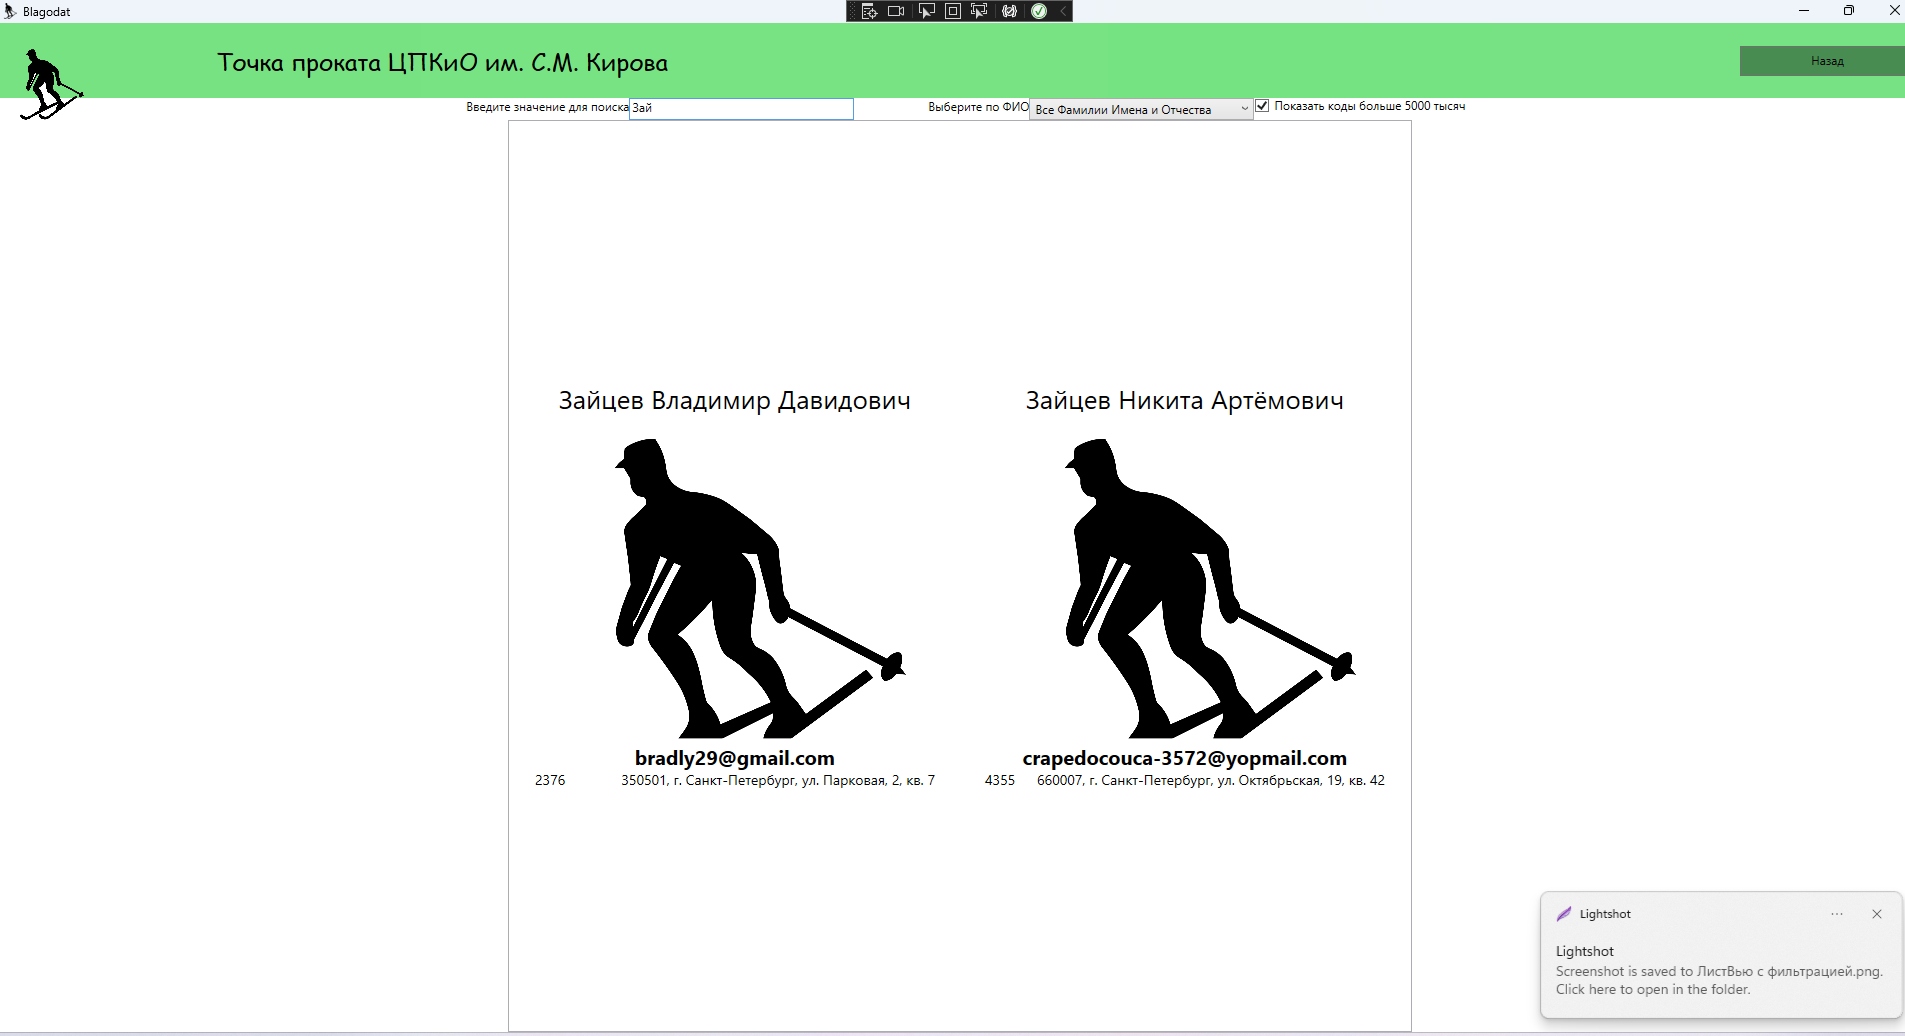 Blagodat
Точка проката ЦПКиО им. С.М. Кирова
Назад
Введите значение для поиска Зай
Выберите по ФИО Все Фамилии Имена и Отчества
Показать коды больше 5000 тысяч
Зайцев Владимир Давидович
bradly29@gmail.com
2376 350501, г. Санкт-Петербург, ул. Парковая, 2, кв. 7
Зайцев Никита Артёмович
crapedocouca-3572@yopmail.com
4355 660007, г. Санкт-Петербург, ул. Октябрьская, 19, кв. 42
Lightshot
Lightshot
Screenshot is saved to ЛистВью с фильтрацией.png.
Click here to open in the folder.